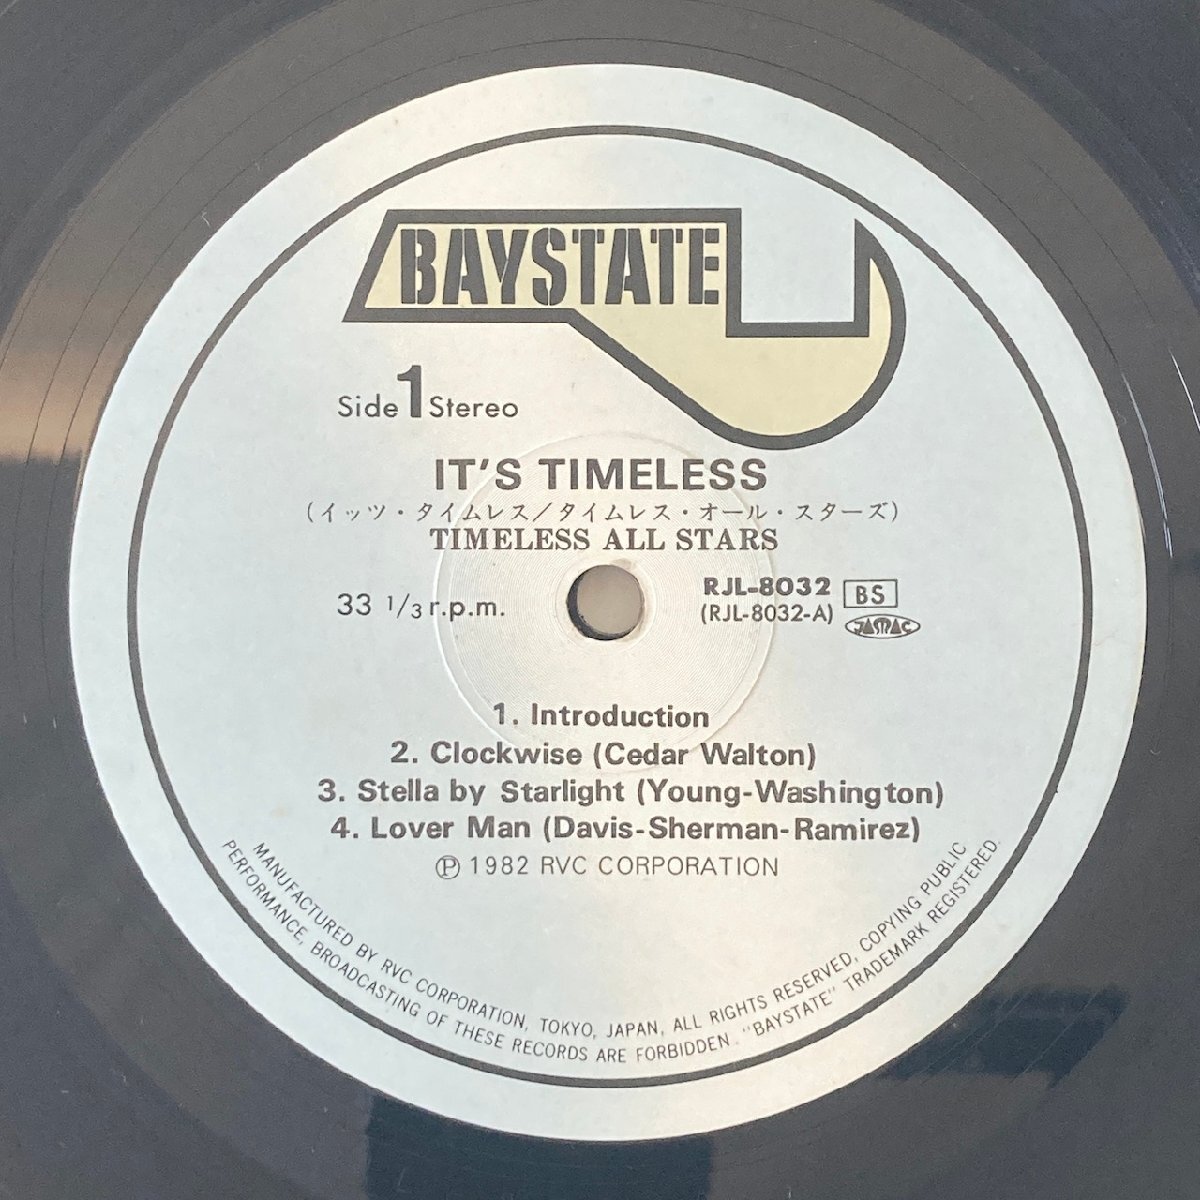 BAYSTATE
Side 1 Stereo
IT'S TIMELESS
(イッツ・タイムレス/タイムレス・オール・スターズ)
TIMELESS ALL STARS
33 1/3 r.p.m.
RJL-8032 BS
(RJL-8032-A) JASRAC
1. Introduction
2. Clockwise (Cedar Walton)
3. Stella by Starlight (Young-Washington)
4. Lover Man (Davis-Sherman-Ramirez)
Ⓟ 1982 RVC CORPORATION
MANUFACTURED BY RVC CORPORATION, TOKYO, JAPAN, ALL RIGHTS RESERVED, COPYING PUBLIC
PERFORMANCE, BROADCASTING OF THESE RECORDS ARE FORBIDDEN. "BAYSTATE" TRADEMARK REGISTERED.